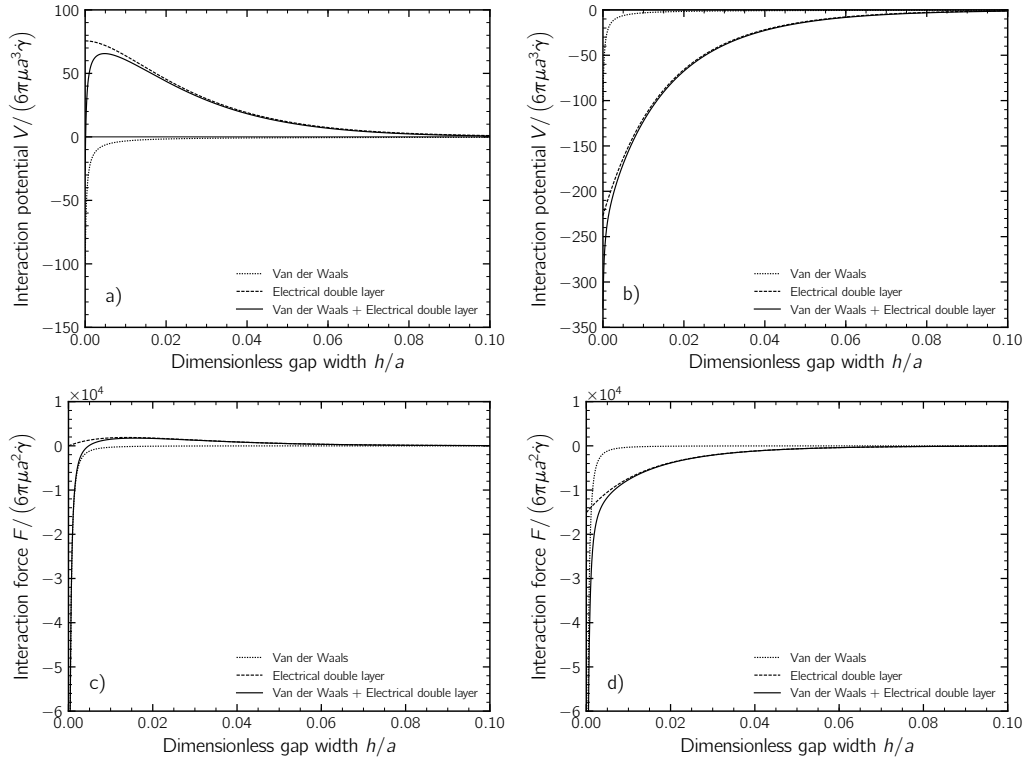 Interaction potential V/ (6πμa³γ̇)
100
50
0
−50
−100
−150
a)
Van der Waals
Electrical double layer
Van der Waals + Electrical double layer
0.00 0.02 0.04 0.06 0.08 0.10
Dimensionless gap width h/a
Interaction potential V/ (6πμa³γ̇)
0
−50
−100
−150
−200
−250
−300
−350
b)
Van der Waals
Electrical double layer
Van der Waals + Electrical double layer
0.00 0.02 0.04 0.06 0.08 0.10
Dimensionless gap width h/a
Interaction force F/ (6πμa²γ̇)
×10⁴
1
0
−1
−2
−3
−4
−5
−6
c)
Van der Waals
Electrical double layer
Van der Waals + Electrical double layer
0.00 0.02 0.04 0.06 0.08 0.10
Dimensionless gap width h/a
Interaction force F/ (6πμa²γ̇)
×10⁴
1
0
−1
−2
−3
−4
−5
−6
d)
Van der Waals
Electrical double layer
Van der Waals + Electrical double layer
0.00 0.02 0.04 0.06 0.08 0.10
Dimensionless gap width h/a